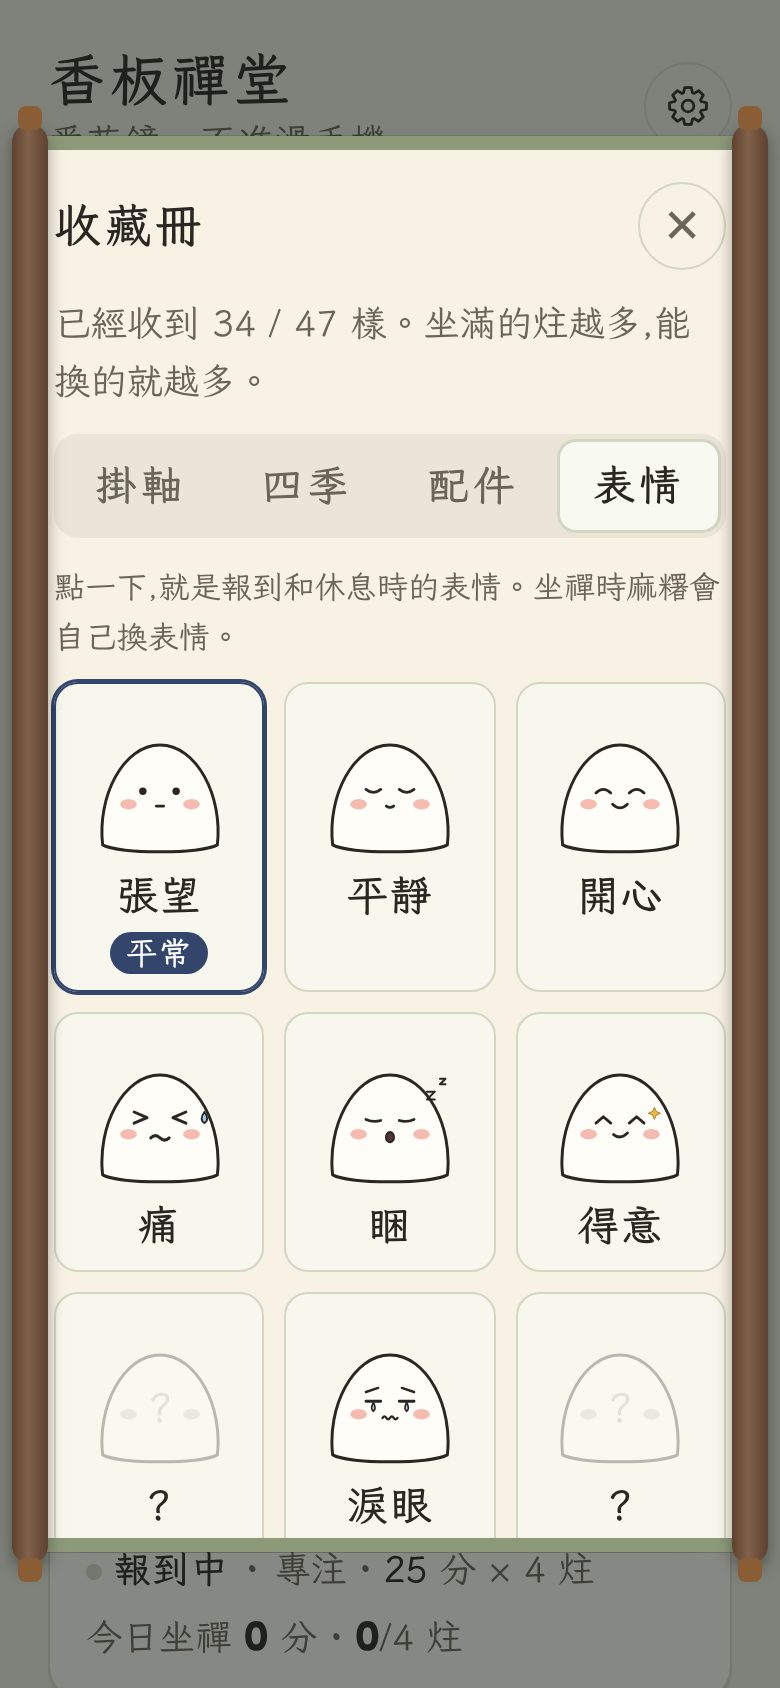 香板禪堂
收藏冊
已經收到 34 / 47 樣。坐滿的炷越多,能
換的就越多。
掛軸 四季 配件 表情
點一下,就是報到和休息時的表情。坐禪時麻糬會
自己換表情。
張望 平靜 開心
平常
z z
痛 睏 得意
? ?
? 淚眼 ?
報到中 · 專注 · 25 分 × 4 炷
今日坐禪 0 分 · 0/4 炷